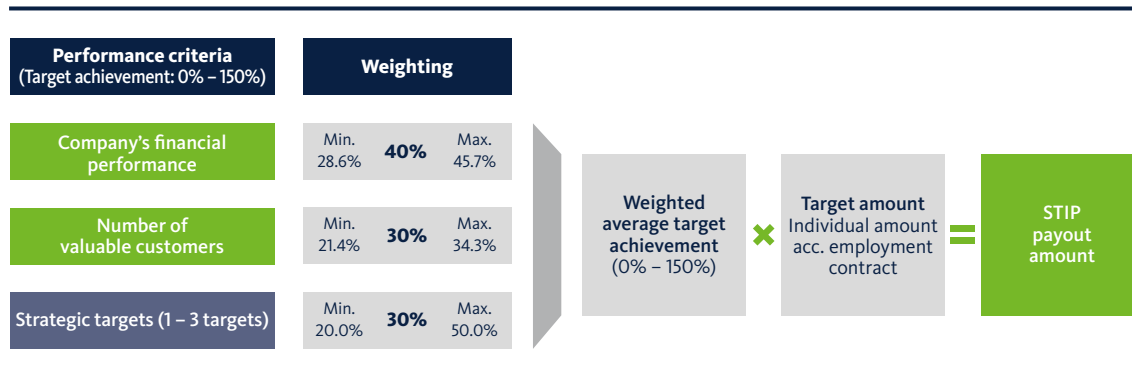 Performance criteria
(Target achievement: 0% – 150%)
Weighting
Company's financial
performance
Min.
28.6%
40%
Max.
45.7%
Number of
valuable customers
Min.
21.4%
30%
Max.
34.3%
Strategic targets (1 – 3 targets)
Min.
20.0%
30%
Max.
50.0%
Weighted
average target
achievement
(0% – 150%)
×
Target amount
Individual amount
acc. employment
contract
=
STIP
payout
amount